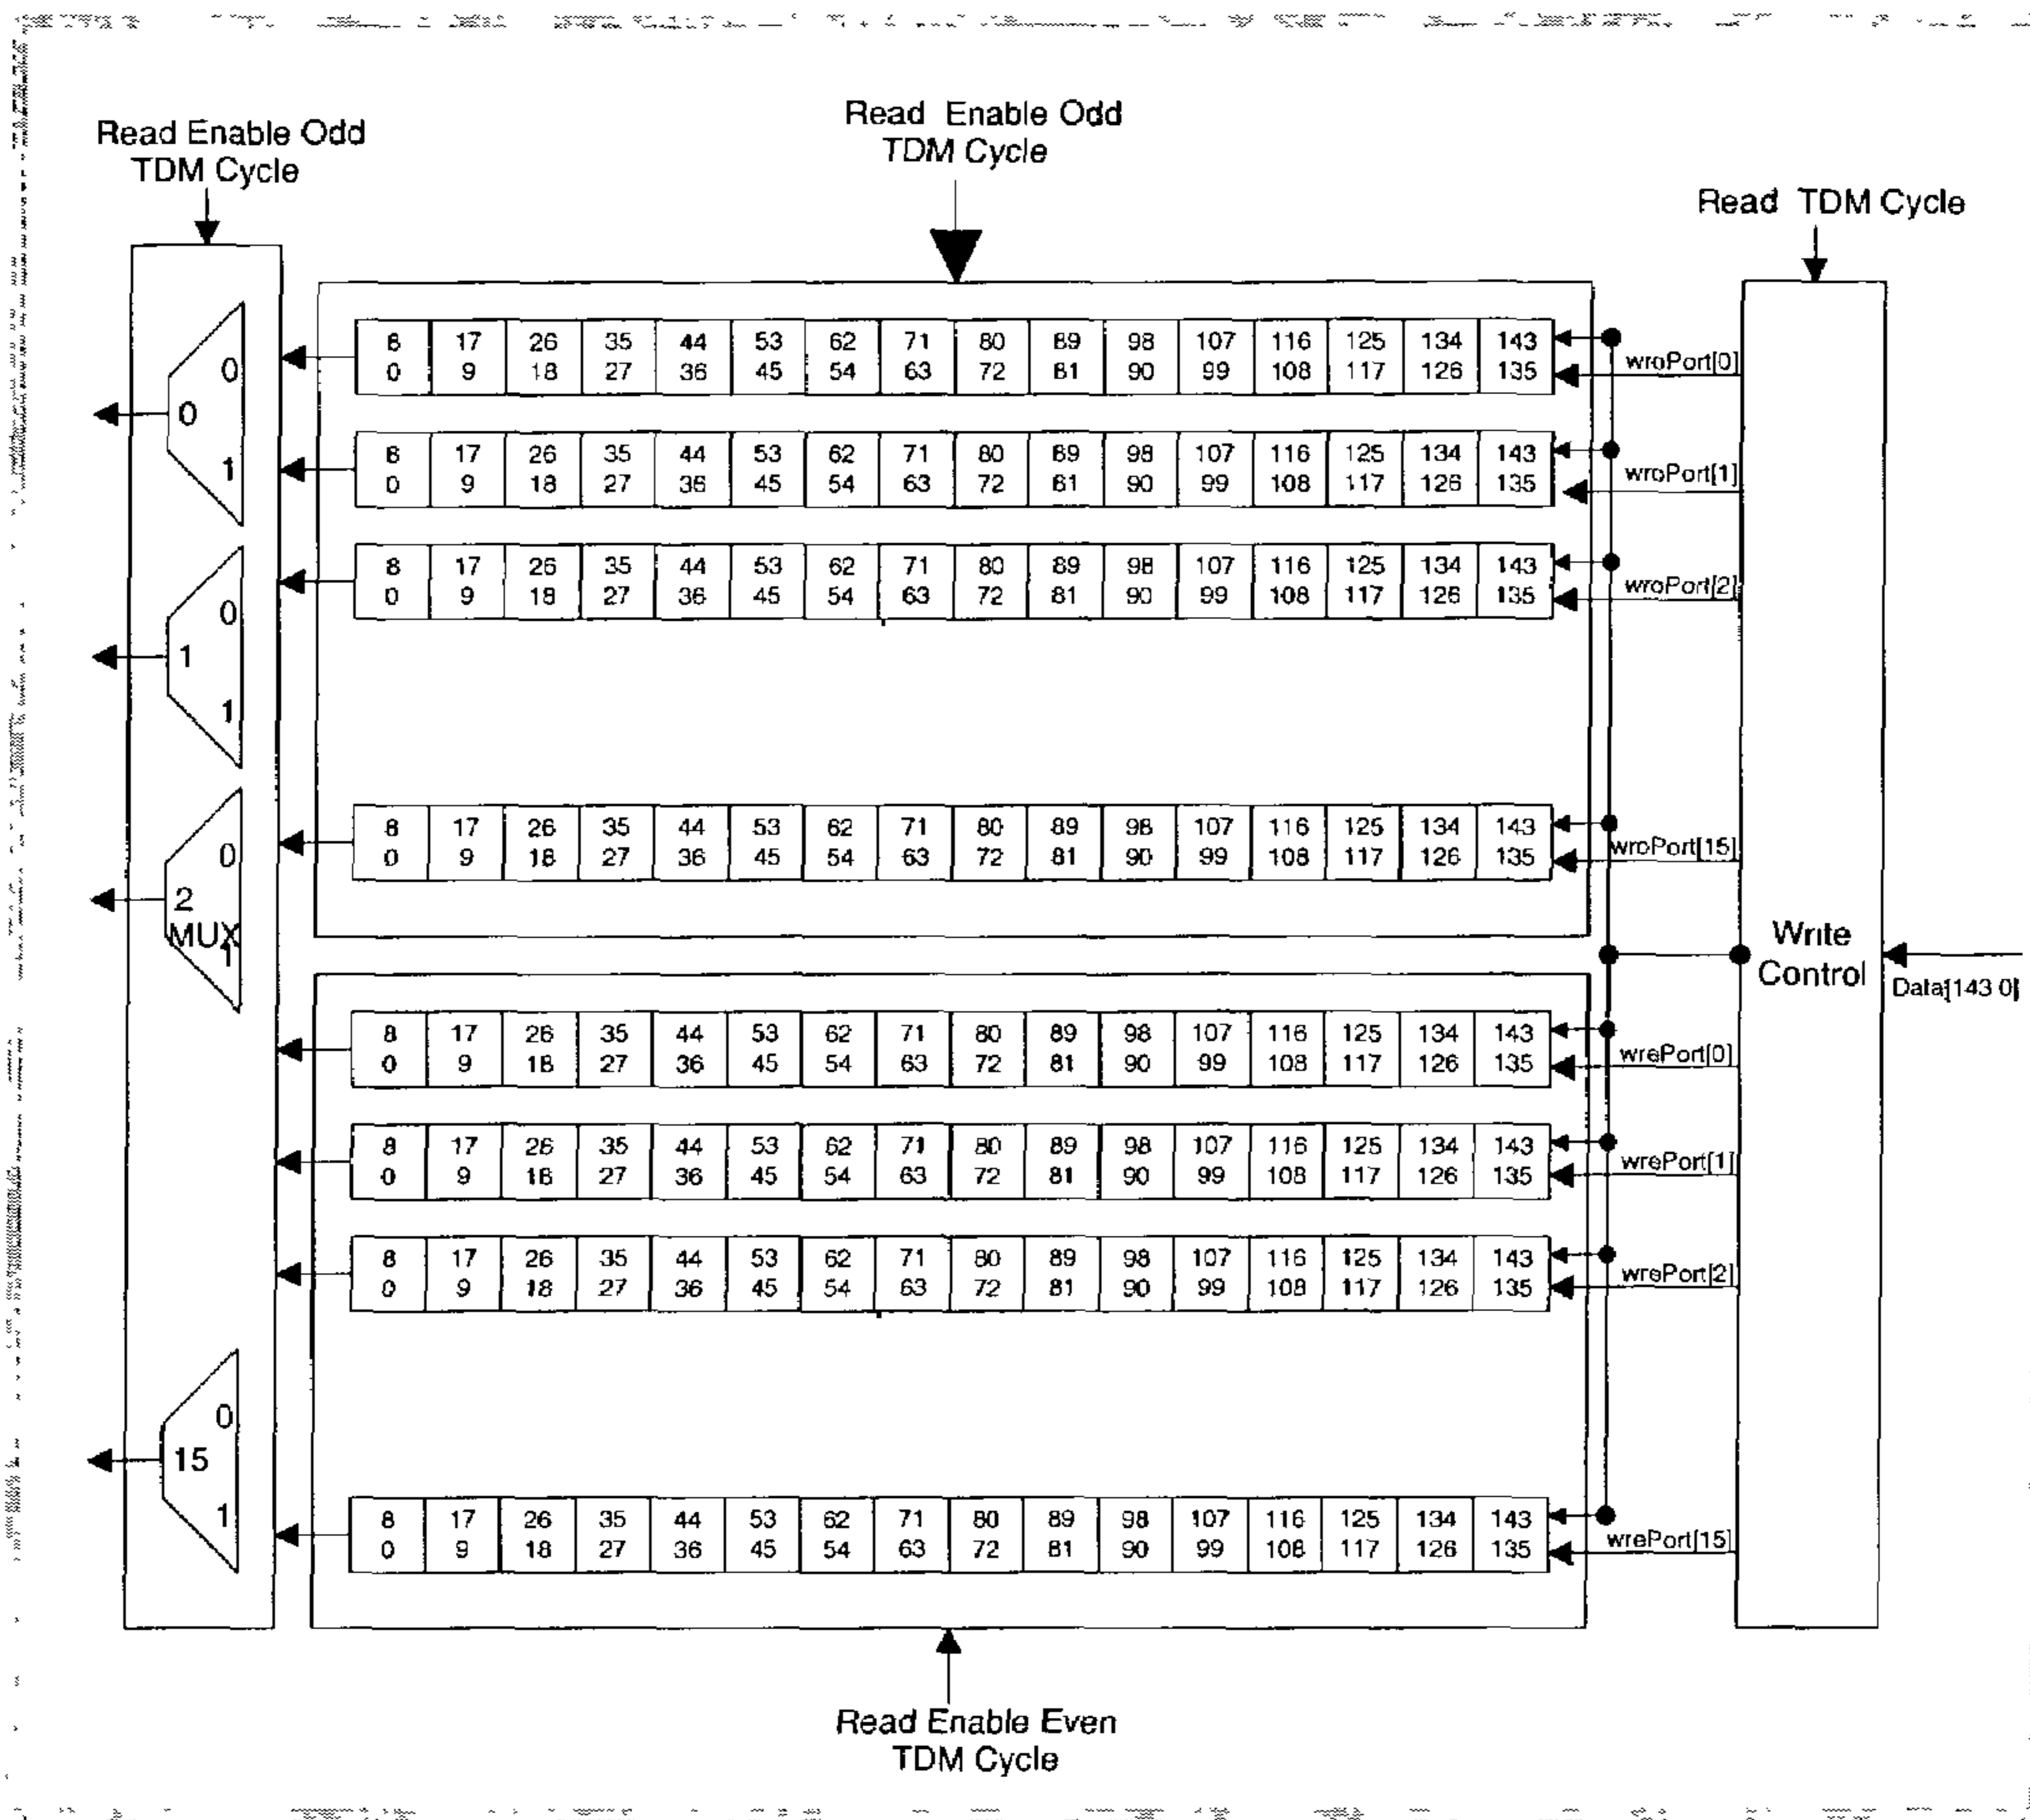 Read Enable Odd
TDM Cycle
Read Enable Odd
TDM Cycle
Read TDM Cycle
0
0
1
1
0
1
2
MUX
0
1
15
0
1
8 17 26 35 44 53 62 71 80 89 98 107 116 125 134 143
0 9 18 27 36 45 54 63 72 81 90 99 108 117 126 135
wroPort[0]
8 17 26 35 44 53 62 71 80 89 98 107 116 125 134 143
0 9 18 27 36 45 54 63 72 81 90 99 108 117 126 135
wroPort[1]
8 17 26 35 44 53 62 71 80 89 98 107 116 125 134 143
0 9 18 27 36 45 54 63 72 81 90 99 108 117 126 135
wroPort[2]
8 17 26 35 44 53 62 71 80 89 98 107 116 125 134 143
0 9 18 27 36 45 54 63 72 81 90 99 108 117 126 135
wroPort[15]
Write
Control
Data[143 0]
8 17 26 35 44 53 62 71 80 89 98 107 116 125 134 143
0 9 18 27 36 45 54 63 72 81 90 99 108 117 126 135
wrePort[0]
8 17 26 35 44 53 62 71 80 89 98 107 116 125 134 143
0 9 18 27 36 45 54 63 72 81 90 99 108 117 126 135
wrePort[1]
8 17 26 35 44 53 62 71 80 89 98 107 116 125 134 143
0 9 18 27 36 45 54 63 72 81 90 99 108 117 126 135
wrePort[2]
8 17 26 35 44 53 62 71 80 89 98 107 116 125 134 143
0 9 18 27 36 45 54 63 72 81 90 99 108 117 126 135
wrePort[15]
Read Enable Even
TDM Cycle